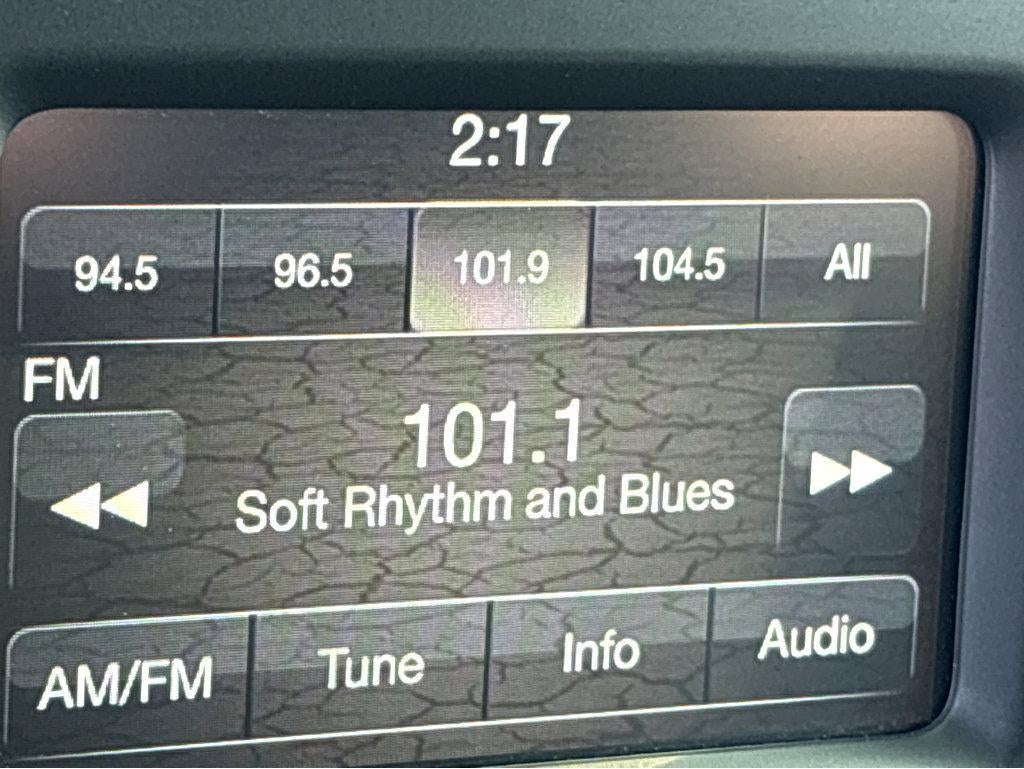 2:17
94.5 96.5 101.9 104.5 All
FM
101.1
Soft Rhythm and Blues
AM/FM Tune Info Audio